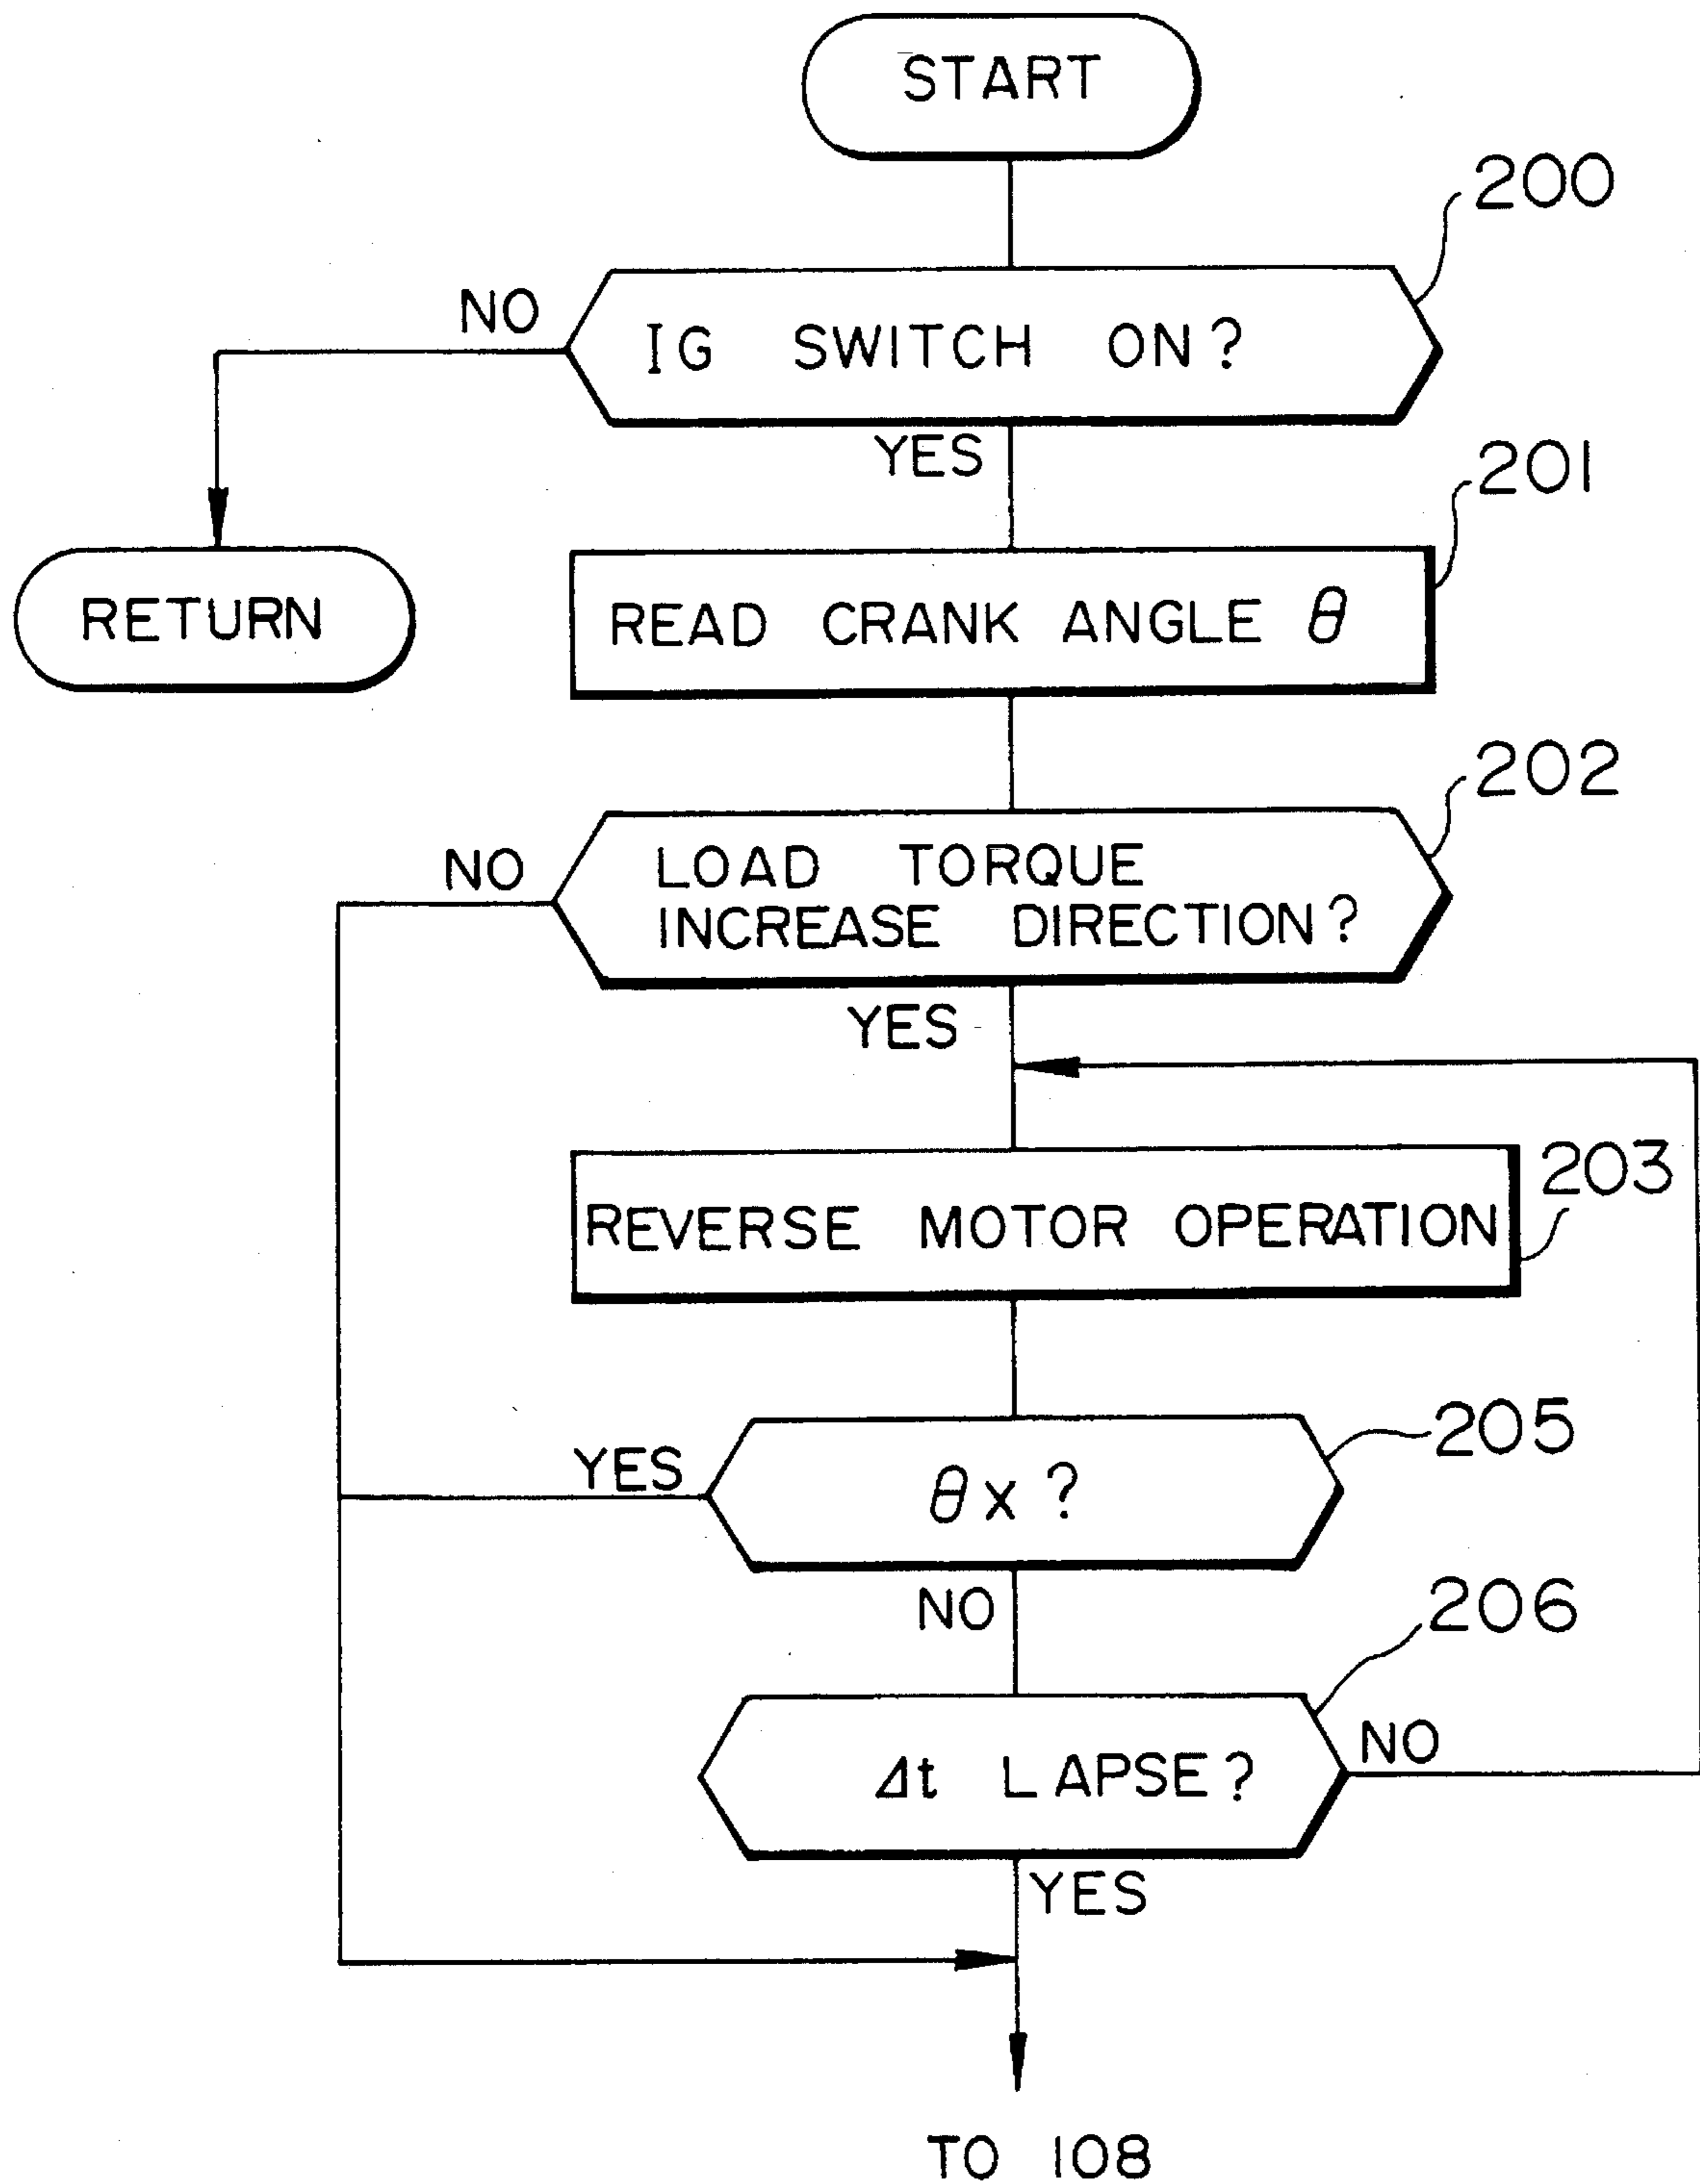 START
200
NO
IG SWITCH ON?
YES
201
RETURN
READ CRANK ANGLE θ
202
NO
LOAD TORQUE
INCREASE DIRECTION?
YES
203
REVERSE MOTOR OPERATION
205
YES
θx?
NO
206
NO
Δt LAPSE?
YES
TO 108